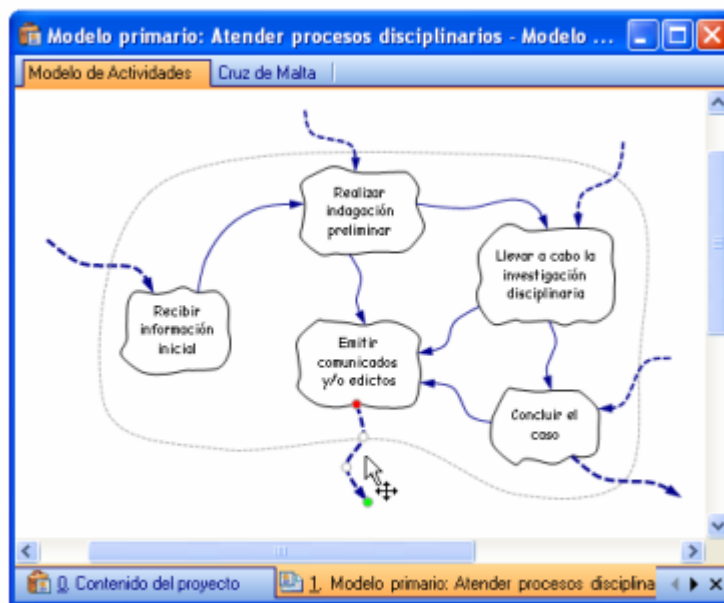 Modelo primario: Atender procesos disciplinarios - Modelo ...
Modelo de Actividades
Cruz de Malta
Realizar
indagación
preliminar
Llevar a cabo la
investigación
disciplinaria
Recibir
información
inicial
Emitir
comunicados
y/o edictos
Concluir el
caso
0. Contenido del proyecto
1. Modelo primario: Atender procesos disciplina